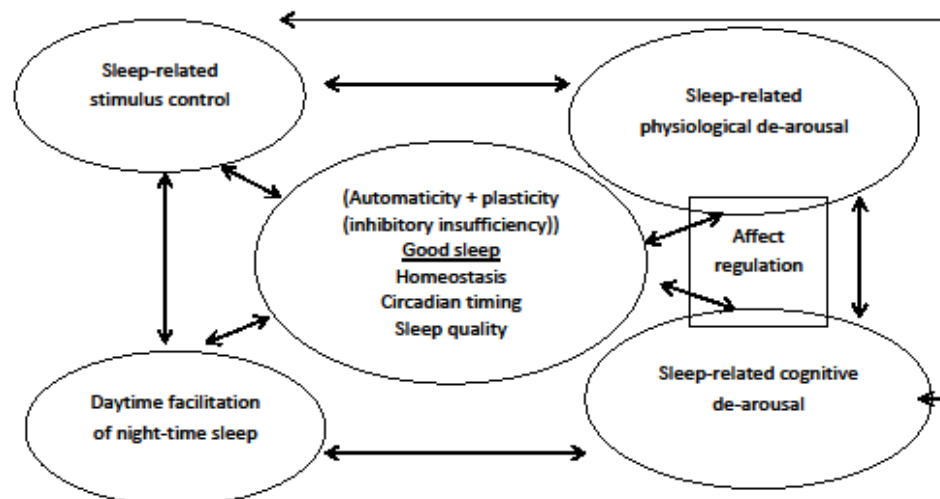 Sleep-related
stimulus control
Sleep-related
physiological de-arousal
(Automaticity + plasticity
(inhibitory insufficiency))
Good sleep
Homeostasis
Circadian timing
Sleep quality
Affect
regulation
Daytime facilitation
of night-time sleep
Sleep-related cognitive
de-arousal